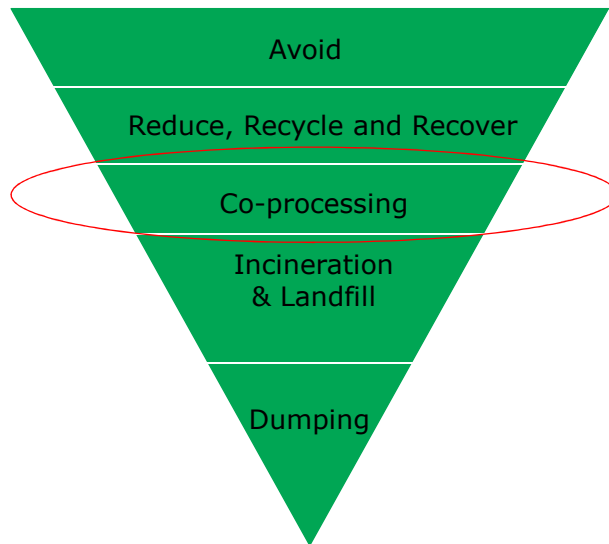 Avoid
Reduce, Recycle and Recover
Co-processing
Incineration
& Landfill
Dumping